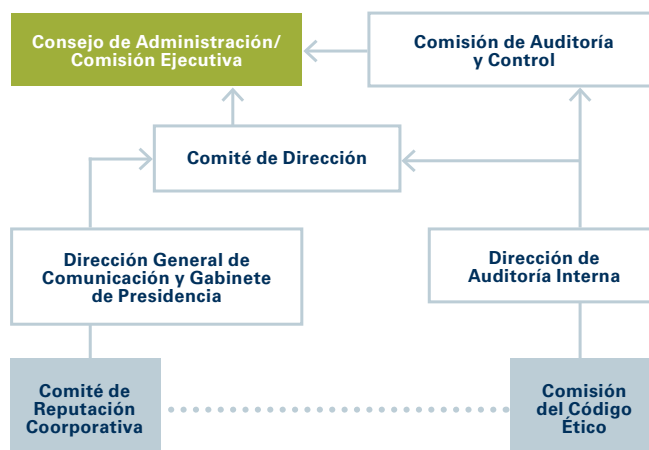 Consejo de Administración/
Comisión Ejecutiva
Comisión de Auditoría
y Control
Comité de Dirección
Dirección General de
Comunicación y Gabinete
de Presidencia
Dirección de
Auditoría Interna
Comité de
Reputación
Coorporativa
Comisión
del Código
Ético